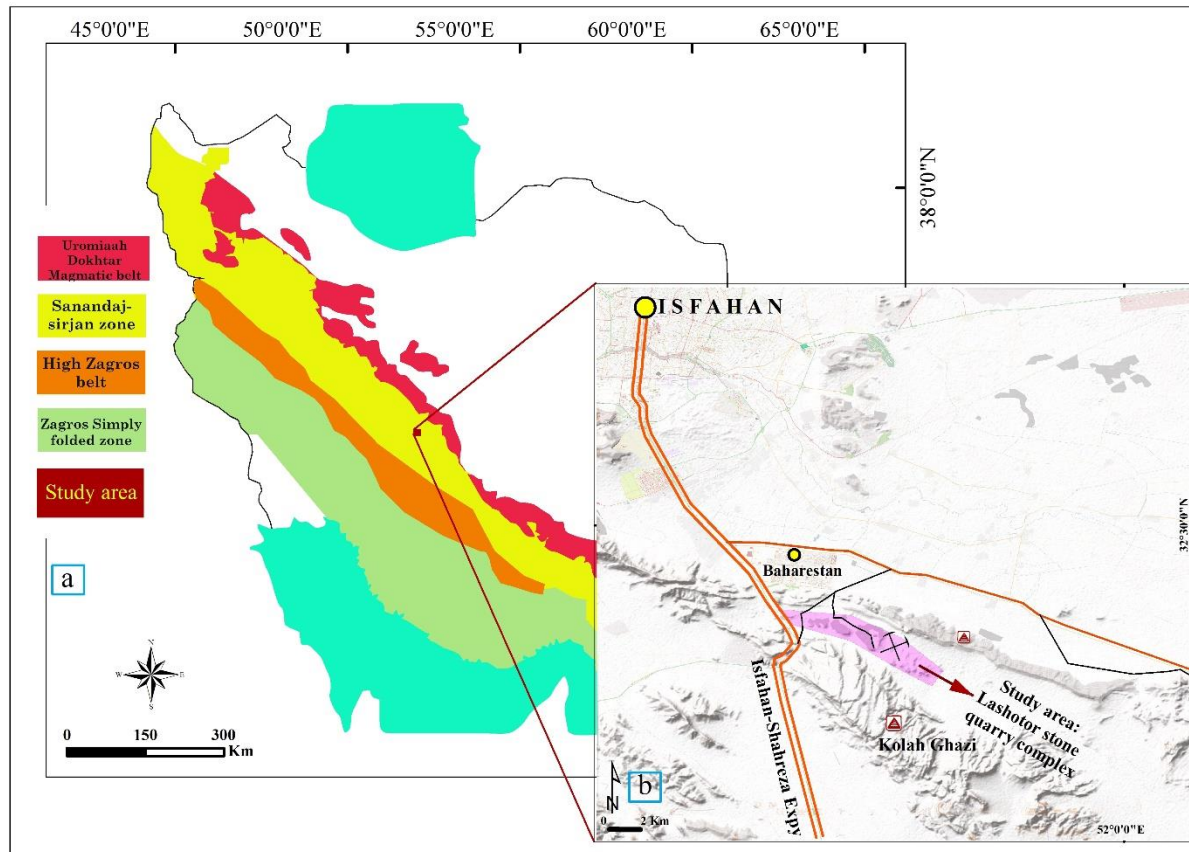 45°0'0"E 50°0'0"E 55°0'0"E 60°0'0"E 65°0'0"E
38°0'0"N
Uromiaah
Dokhtar
Magmatic belt
Sanandaj-
sirjan zone
High Zagros
belt
Zagros Simply
folded zone
Study area
a
N
W E
S
0 150 300
Km
ISFAHAN
32°30'0"N
Baharestan
Study area:
Lashotor stone
quarry complex
Kolah Ghazi
Isfahan-Shahreza Expy
b
N
0 2 Km
52°0'0"E